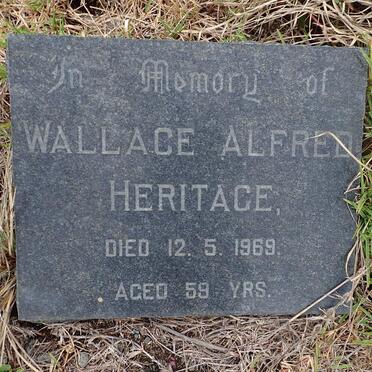 In Memory of
WALLACE ALFRED
HERITAGE,
DIED 12. 5. 1969.
AGED 59 YRS.